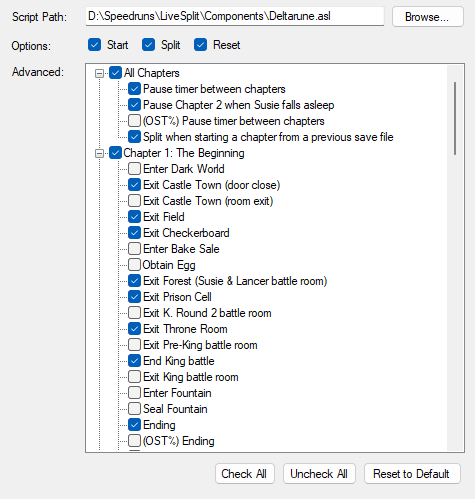 Script Path: D:\Speedruns\LiveSplit\Components\Deltarune.asl Browse...
Options: Start Split Reset
Advanced: All Chapters
Pause timer between chapters
Pause Chapter 2 when Susie falls asleep
(OST%) Pause timer between chapters
Split when starting a chapter from a previous save file
Chapter 1: The Beginning
Enter Dark World
Exit Castle Town (door close)
Exit Castle Town (room exit)
Exit Field
Exit Checkerboard
Enter Bake Sale
Obtain Egg
Exit Forest (Susie & Lancer battle room)
Exit Prison Cell
Exit K. Round 2 battle room
Exit Throne Room
Exit Pre-King battle room
End King battle
Exit King battle room
Enter Fountain
Seal Fountain
Ending
(OST%) Ending
Check All Uncheck All Reset to Default